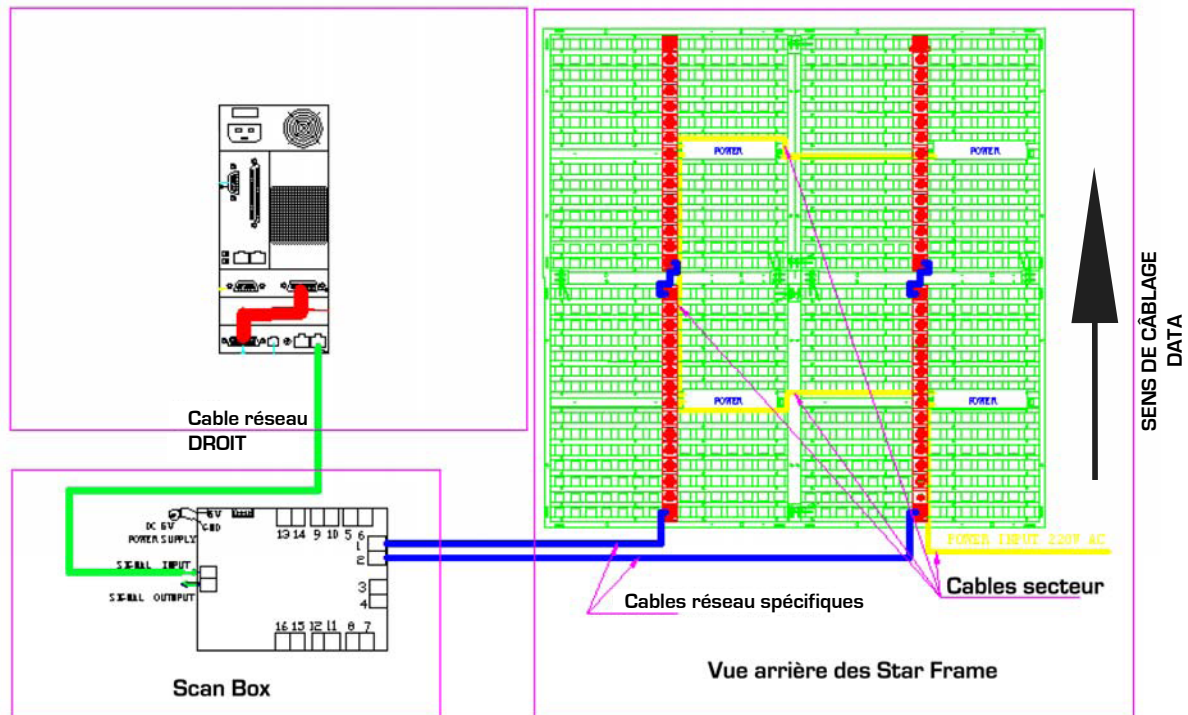 POWER
POWER
POWER
POWER
SENS DE CÂBLAGE
DATA
Cable réseau
DROIT
DC 6V
6V
GND
POWER SUPPLY
SIGNAL INPUT
SIGNAL OUTPUT
13 14 9 10 5 6
1
2
3
4
16 15 12 11 8 7
Scan Box
POWER INPUT 220V AC
Cables secteur
Cables réseau spécifiques
Vue arrière des Star Frame